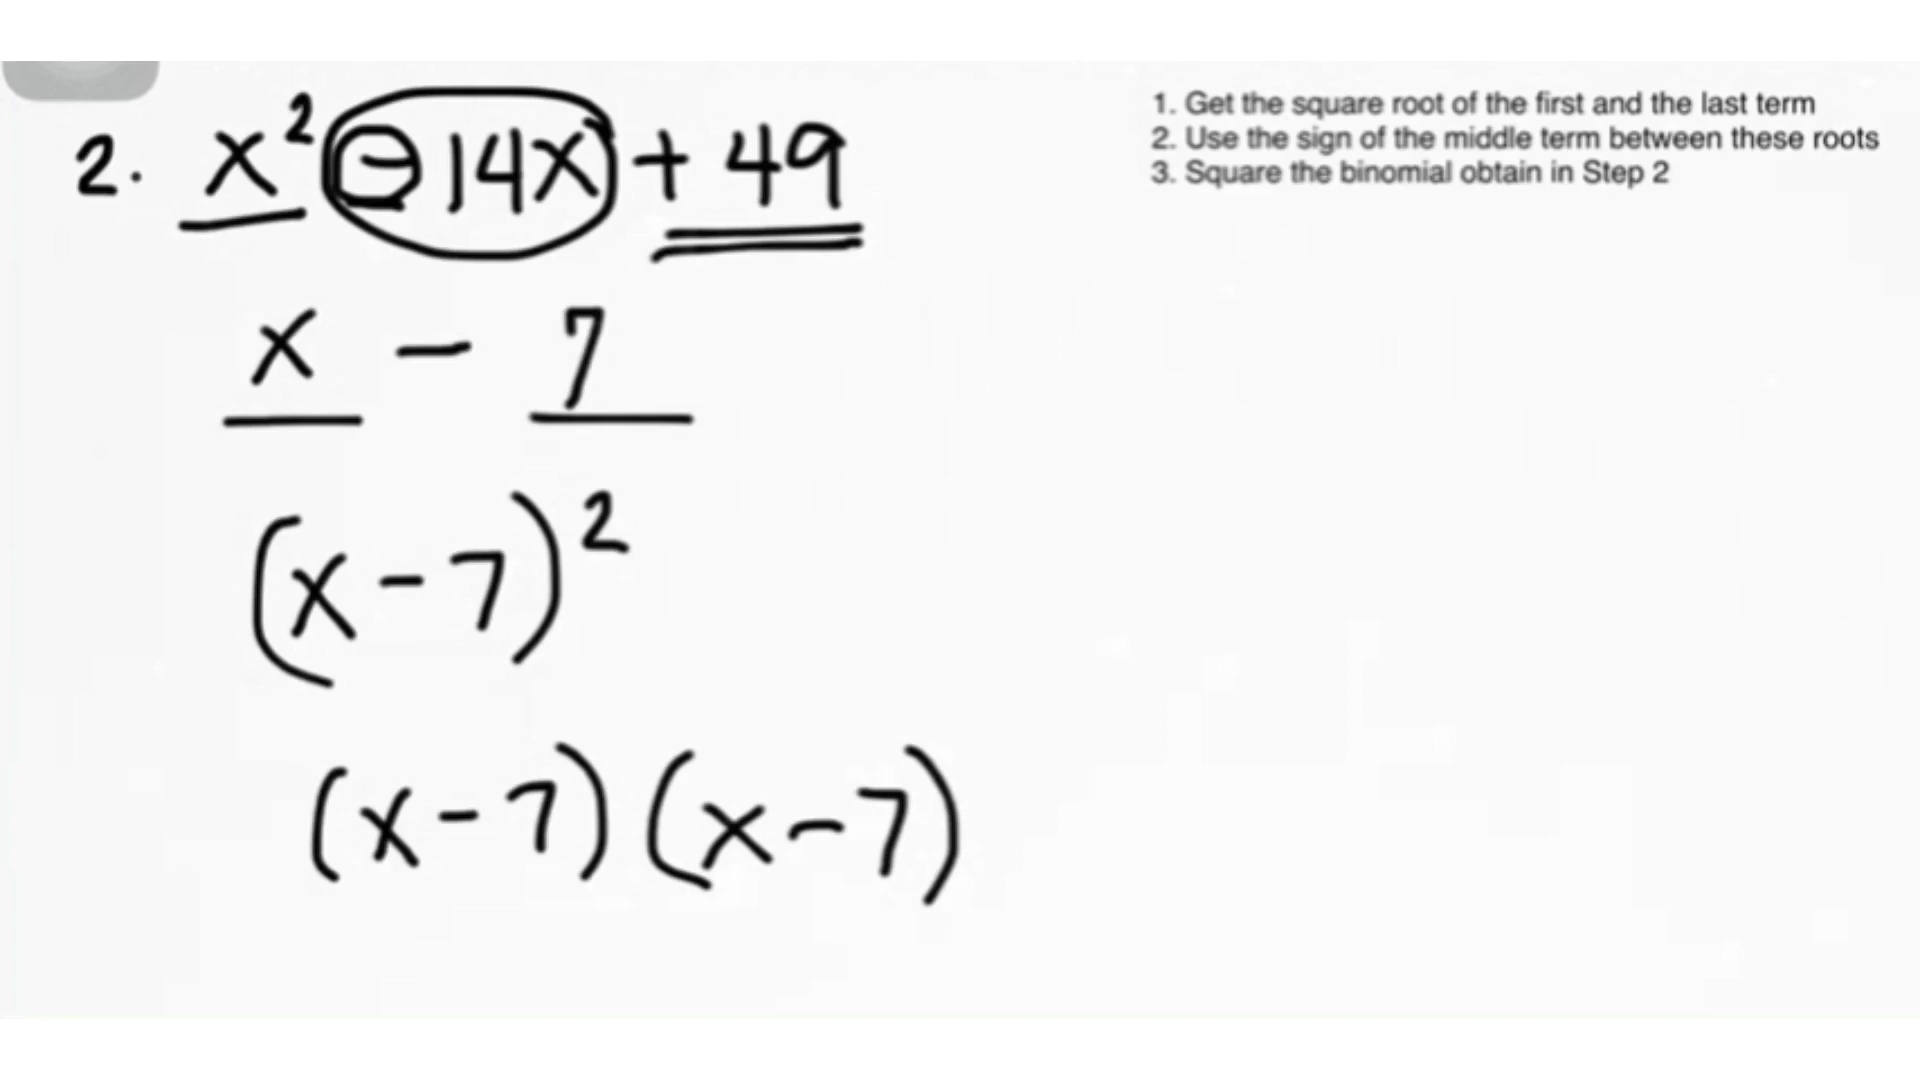 2. x² - 14x + 49
1. Get the square root of the first and the last term
2. Use the sign of the middle term between these roots
3. Square the binomial obtain in Step 2
x - 7
(x - 7)²
(x - 7) (x - 7)